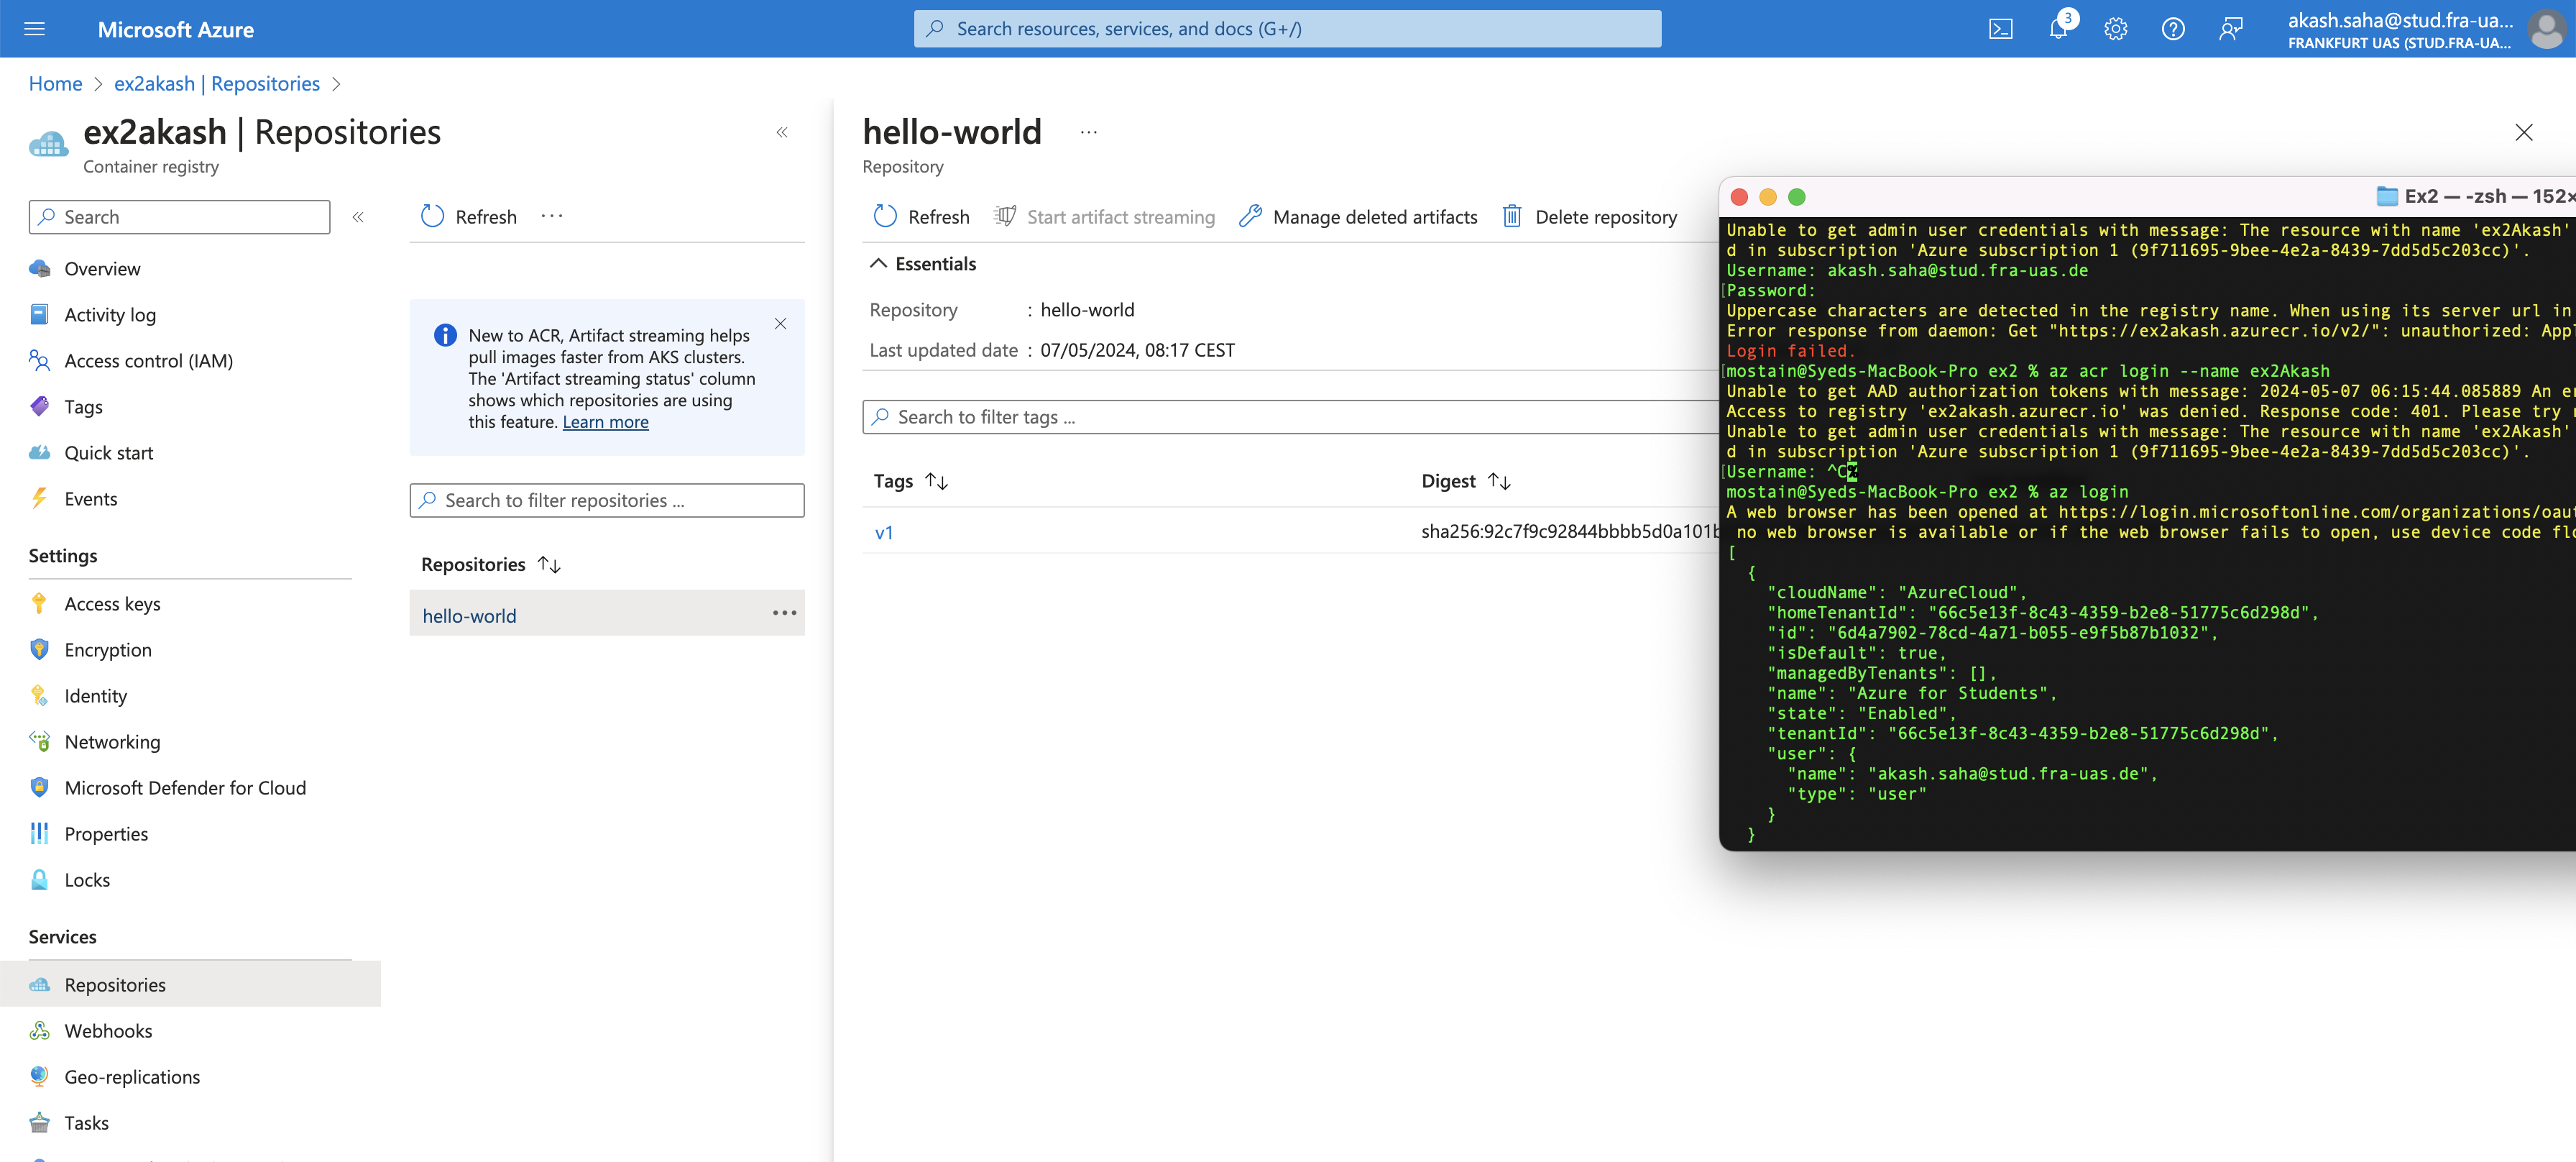 Microsoft Azure
Search resources, services, and docs (G+/)
3
akash.saha@stud.fra-ua...
FRANKFURT UAS (STUD.FRA-UA...
Home > ex2akash | Repositories >
ex2akash | Repositories
Container registry
Search
Overview
Activity log
Access control (IAM)
Tags
Quick start
Events
Settings
Access keys
Encryption
Identity
Networking
Microsoft Defender for Cloud
Properties
Locks
Services
Repositories
Webhooks
Geo-replications
Tasks
Refresh
New to ACR, Artifact streaming helps
pull images faster from AKS clusters.
The 'Artifact streaming status' column
shows which repositories are using
this feature. Learn more
Search to filter repositories ...
Repositories
hello-world
hello-world
Repository
Refresh
Start artifact streaming
Manage deleted artifacts
Delete repository
Essentials
Repository : hello-world
Last updated date : 07/05/2024, 08:17 CEST
Search to filter tags ...
Tags
Digest
v1
sha256:92c7f9c92844bbbb5d0a101b
Ex2 — -zsh — 152×
Unable to get admin user credentials with message: The resource with name 'ex2Akash'
d in subscription 'Azure subscription 1 (9f711695-9bee-4e2a-8439-7dd5d5c203cc)'.
Username: akash.saha@stud.fra-uas.de
[Password:
Uppercase characters are detected in the registry name. When using its server url in
Error response from daemon: Get "https://ex2akash.azurecr.io/v2/": unauthorized: App
Login failed.
[mostain@Syeds-MacBook-Pro ex2 % az acr login --name ex2Akash
Unable to get AAD authorization tokens with message: 2024-05-07 06:15:44.085889 An er
Access to registry 'ex2akash.azurecr.io' was denied. Response code: 401. Please try
Unable to get admin user credentials with message: The resource with name 'ex2Akash'
d in subscription 'Azure subscription 1 (9f711695-9bee-4e2a-8439-7dd5d5c203cc)'.
[Username: ^C
mostain@Syeds-MacBook-Pro ex2 % az login
A web browser has been opened at https://login.microsoftonline.com/organizations/oaut
no web browser is available or if the web browser fails to open, use device code flo
[
{
"cloudName": "AzureCloud",
"homeTenantId": "66c5e13f-8c43-4359-b2e8-51775c6d298d",
"id": "6d4a7902-78cd-4a71-b055-e9f5b87b1032",
"isDefault": true,
"managedByTenants": [],
"name": "Azure for Students",
"state": "Enabled",
"tenantId": "66c5e13f-8c43-4359-b2e8-51775c6d298d",
"user": {
"name": "akash.saha@stud.fra-uas.de",
"type": "user"
}
}